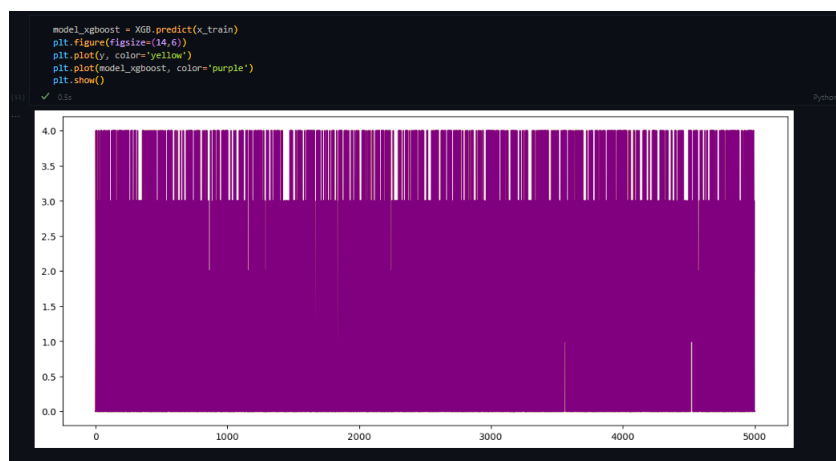 model_xgboost = XGB.predict(x_train)
plt.figure(figsize=(14,6))
plt.plot(y, color='yellow')
plt.plot(model_xgboost, color='purple')
plt.show()
0.5s
Python
...
4.0
3.5
3.0
2.5
2.0
1.5
1.0
0.5
0.0
0 1000 2000 3000 4000 5000